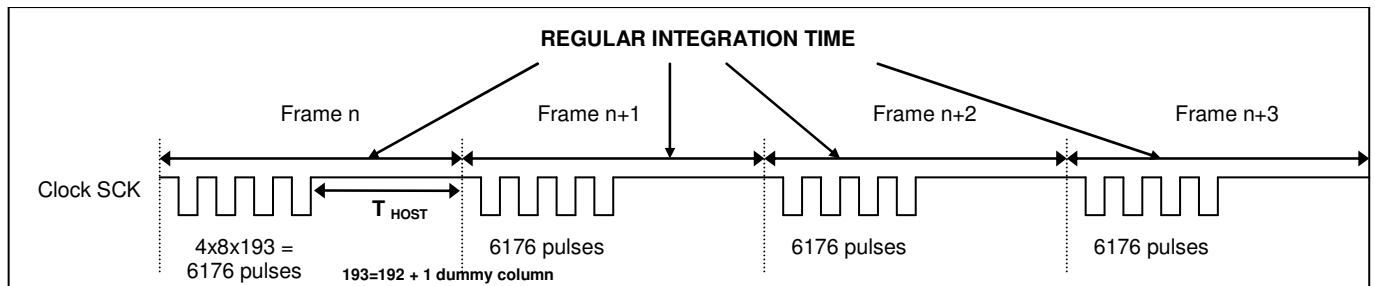 REGULAR INTEGRATION TIME
Frame n
Frame n+1
Frame n+2
Frame n+3
Clock SCK
T HOST
4x8x193 =
6176 pulses
193=192 + 1 dummy column
6176 pulses
6176 pulses
6176 pulses